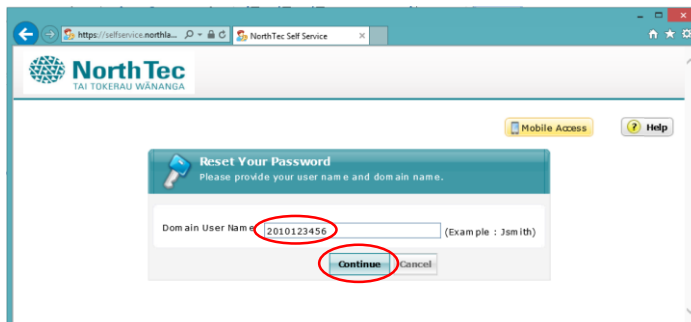 https://selfservice.northla...
NorthTec Self Service
NorthTec
TAI TOKERAU WĀNANGA
Mobile Access
Help
Reset Your Password
Please provide your user name and domain name.
Domain User Name 2010123456 (Example : Jsmith)
Continue Cancel